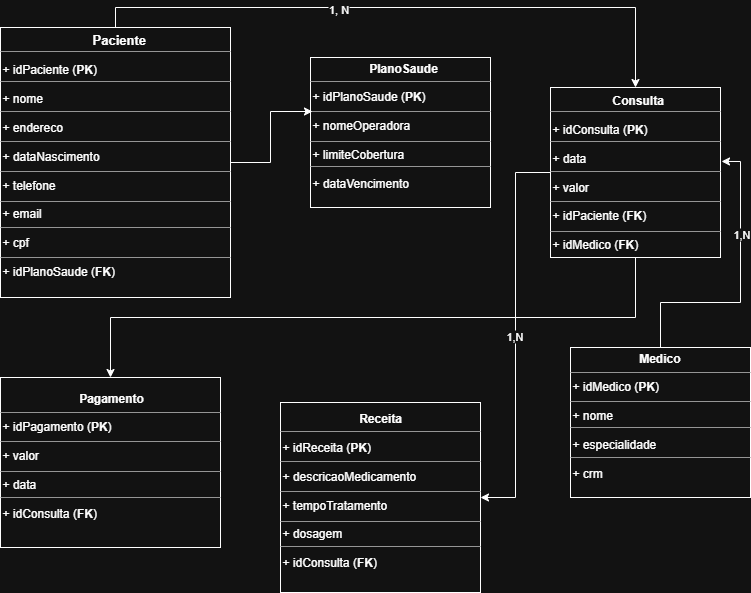 1, N
Paciente
+ idPaciente (PK)
+ nome
+ endereco
+ dataNascimento
+ telefone
+ email
+ cpf
+ idPlanoSaude (FK)
PlanoSaude
+ idPlanoSaude (PK)
+ nomeOperadora
+ limiteCobertura
+ dataVencimento
Consulta
+ idConsulta (PK)
+ data
+ valor
+ idPaciente (FK)
+ idMedico (FK)
1,N
1,N
Pagamento
+ idPagamento (PK)
+ valor
+ data
+ idConsulta (FK)
Receita
+ idReceita (PK)
+ descricaoMedicamento
+ tempoTratamento
+ dosagem
+ idConsulta (FK)
Medico
+ idMedico (PK)
+ nome
+ especialidade
+ crm